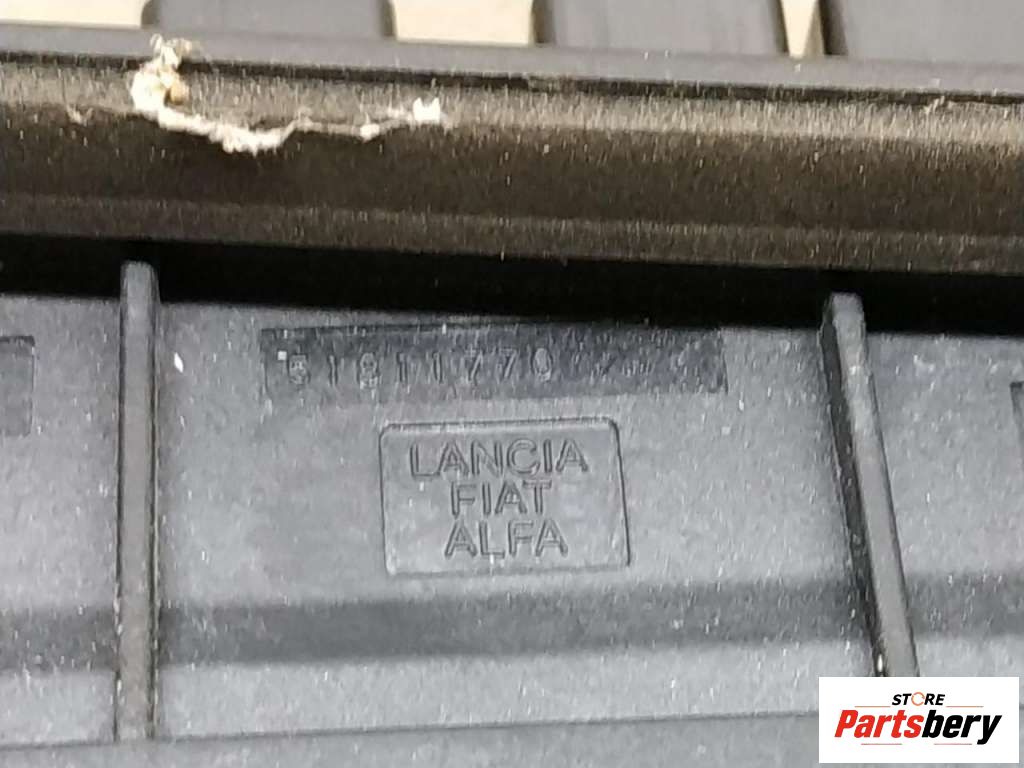 51811770
LANCIA
FIAT
ALFA
STORE
Partsbery